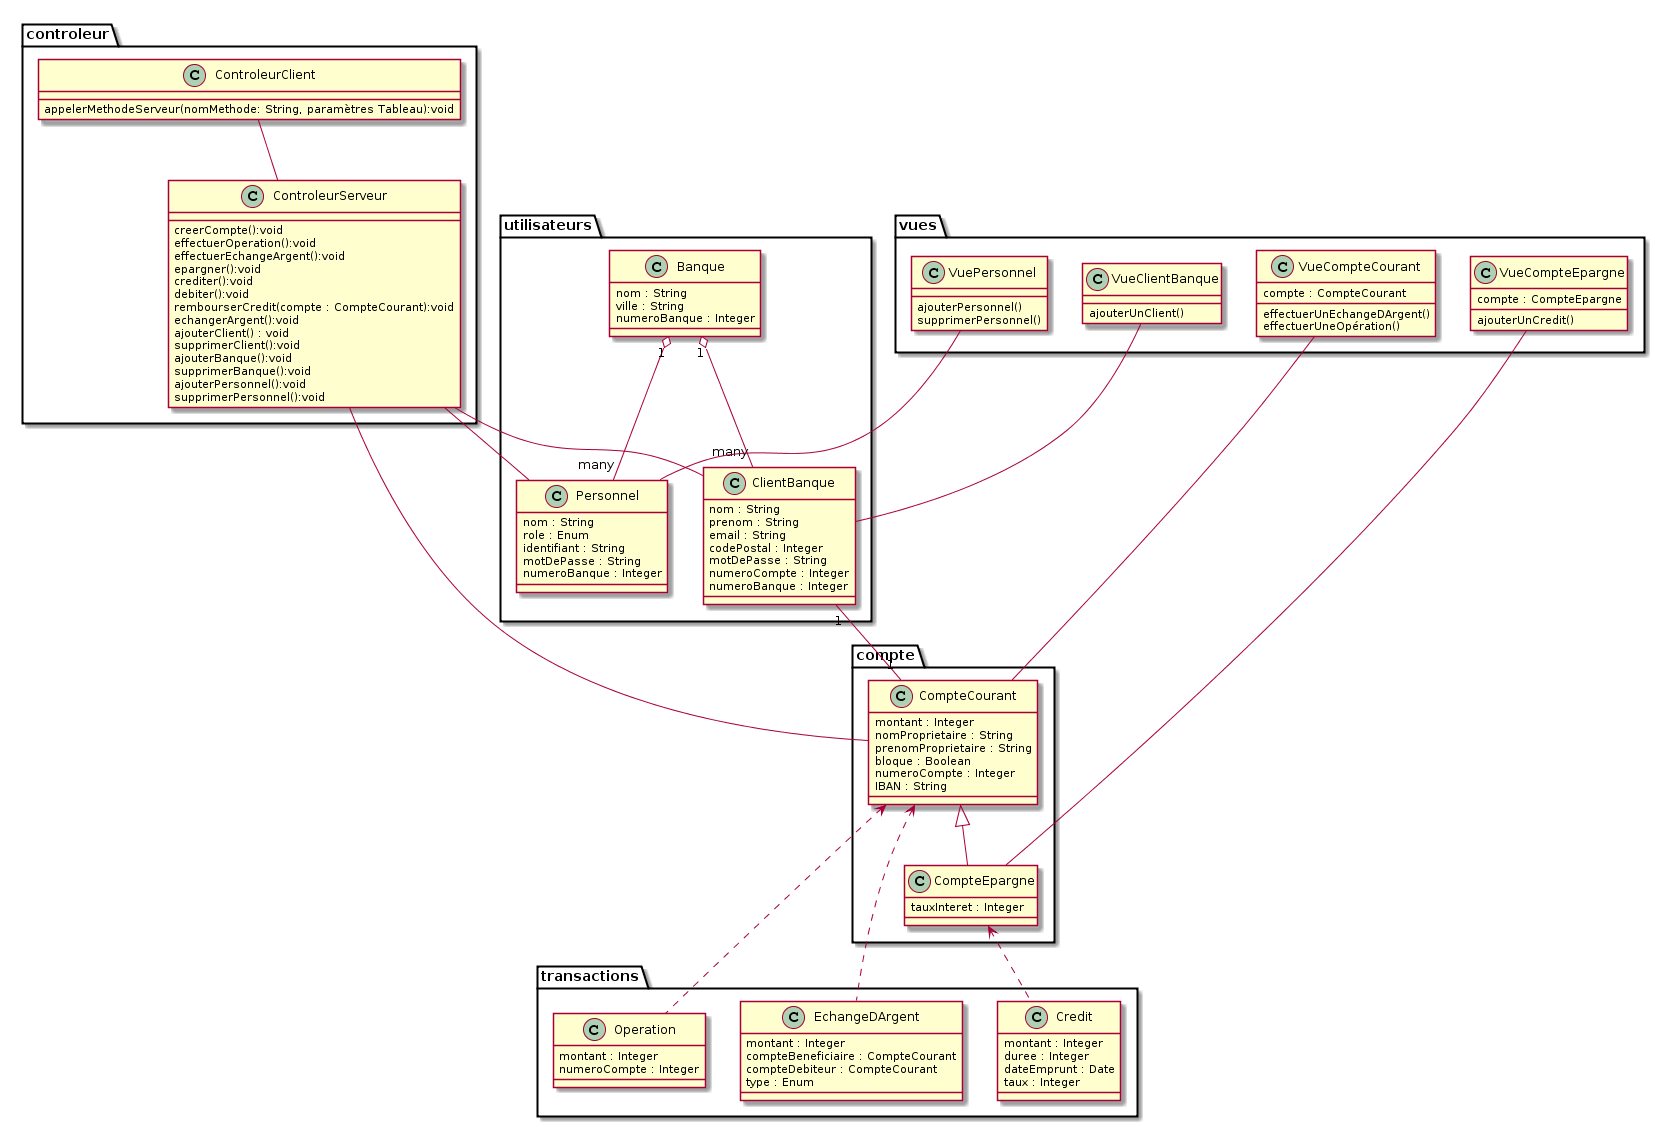 controleur
C ControleurClient
appelerMethodeServeur(nomMethode: String, paramètres Tableau):void
C ControleurServeur
creerCompte():void
effectuerOperation():void
effectuerEchangeArgent():void
epargner():void
crediter():void
debiter():void
rembourserCredit(compte : CompteCourant):void
echangerArgent():void
ajouterClient() : void
supprimerClient():void
ajouterBanque():void
supprimerBanque():void
ajouterPersonnel():void
supprimerPersonnel():void
utilisateurs
C Banque
nom : String
ville : String
numeroBanque : Integer
1
1
many
many
C Personnel
nom : String
role : Enum
identifiant : String
motDePasse : String
numeroBanque : Integer
C ClientBanque
nom : String
prenom : String
email : String
codePostal : Integer
motDePasse : String
numeroCompte : Integer
numeroBanque : Integer
1
vues
C VuePersonnel
ajouterPersonnel()
supprimerPersonnel()
C VueClientBanque
ajouterUnClient()
C VueCompteCourant
compte : CompteCourant
effectuerUnEchangeDArgent()
effectuerUneOpération()
C VueCompteEpargne
compte : CompteEpargne
ajouterUnCredit()
compte
1
C CompteCourant
montant : Integer
nomProprietaire : String
prenomProprietaire : String
bloque : Boolean
numeroCompte : Integer
IBAN : String
C CompteEpargne
tauxInteret : Integer
transactions
C Operation
montant : Integer
numeroCompte : Integer
C EchangeDArgent
montant : Integer
compteBeneficiaire : CompteCourant
compteDebiteur : CompteCourant
type : Enum
C Credit
montant : Integer
duree : Integer
dateEmprunt : Date
taux : Integer